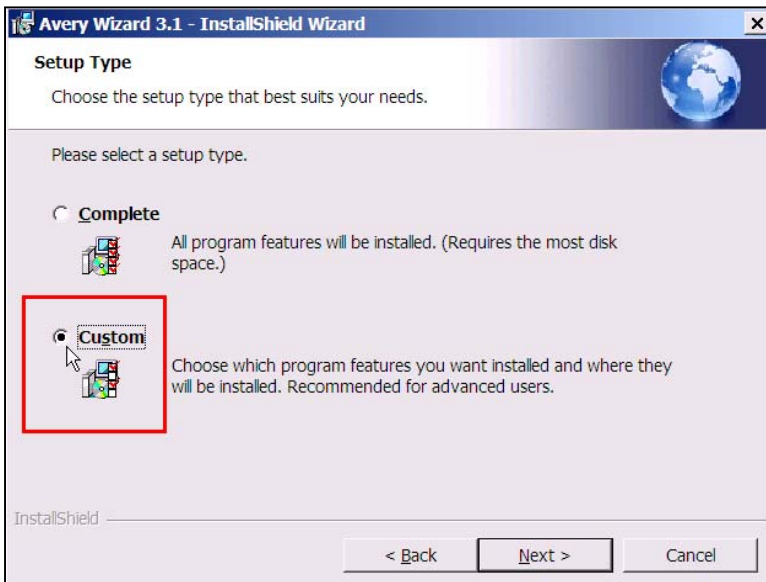 Avery Wizard 3.1 - InstallShield Wizard
Setup Type
Choose the setup type that best suits your needs.
Please select a setup type.
Complete
All program features will be installed. (Requires the most disk
space.)
Custom
Choose which program features you want installed and where they
will be installed. Recommended for advanced users.
InstallShield
< Back Next > Cancel